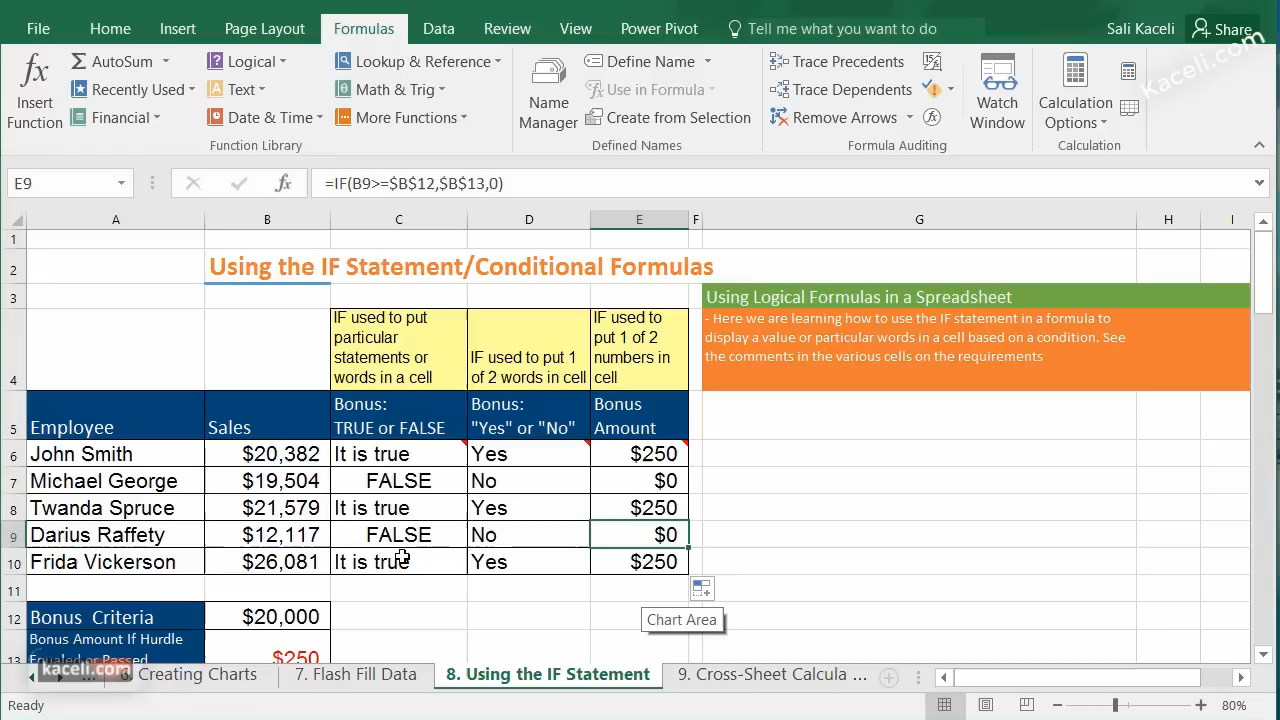 File Home Insert Page Layout Formulas Data Review View Power Pivot Tell me what you want to do Sali Kaceli Share
Kaceli.com
fx Insert Function
Σ AutoSum
Recently Used
Financial
Logical
Text
Date & Time
Lookup & Reference
Math & Trig
More Functions
Function Library
Name Manager
Define Name
Use in Formula
Create from Selection
Defined Names
Trace Precedents
Trace Dependents
Remove Arrows
Formula Auditing
Watch Window
Calculation Options
Calculation
E9 fx =IF(B9>=$B$12,$B$13,0)
A B C D E F G H I
1
2 Using the IF Statement/Conditional Formulas
3 Using Logical Formulas in a Spreadsheet
- Here we are learning how to use the IF statement in a formula to
display a value or particular words in a cell based on a condition. See
the comments in the various cells on the requirements
4
IF used to put
particular
statements or
words in a cell
IF used to put 1
of 2 words in cell
IF used to
put 1 of 2
numbers in
cell
5 Employee Sales
Bonus:
TRUE or FALSE
Bonus:
"Yes" or "No"
Bonus
Amount
6 John Smith $20,382 It is true Yes $250
7 Michael George $19,504 FALSE No $0
8 Twanda Spruce $21,579 It is true Yes $250
9 Darius Raffety $12,117 FALSE No $0
10 Frida Vickerson $26,081 It is true Yes $250
11
12 Bonus Criteria $20,000
Chart Area
13 Bonus Amount If Hurdle
Equaled or Passed $250
kaceli.com
... 6. Creating Charts 7. Flash Fill Data 8. Using the IF Statement 9. Cross-Sheet Calcula ...
Ready 80%